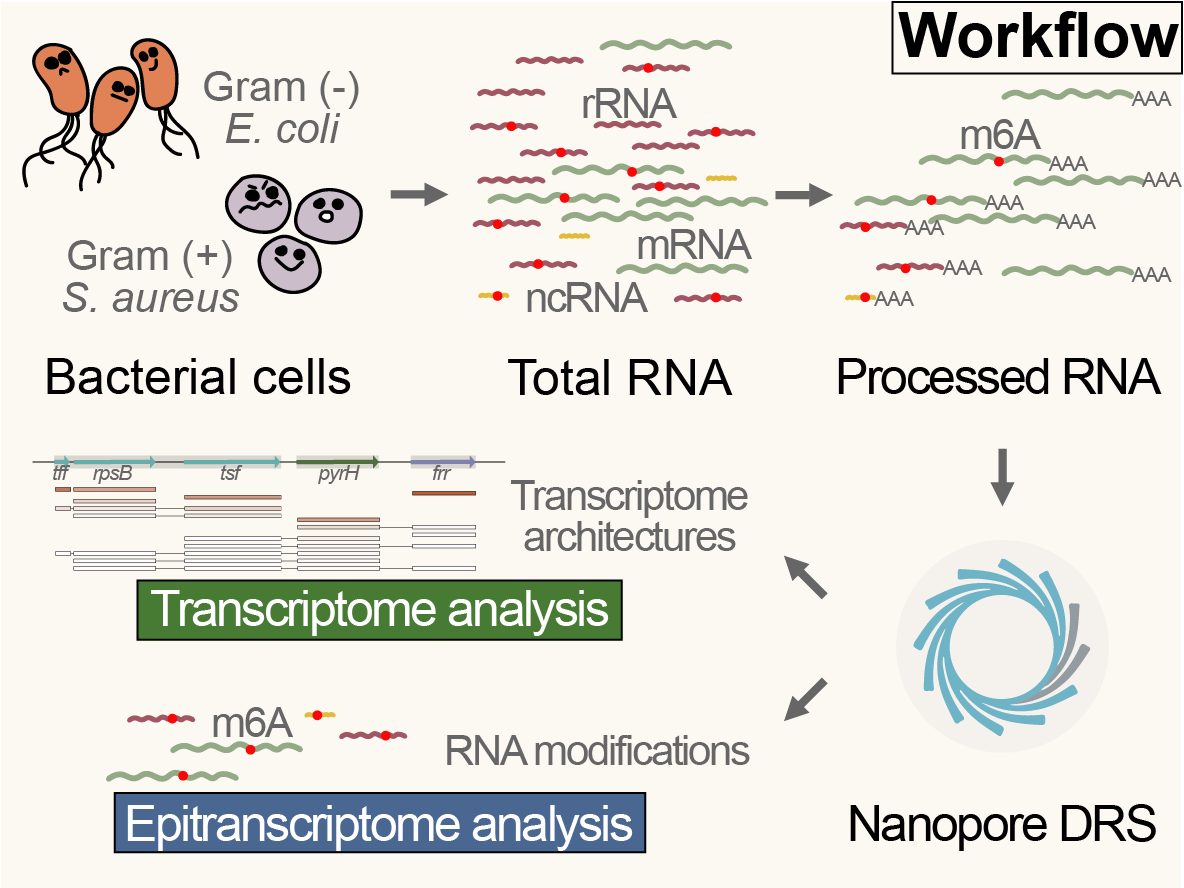 Workflow
Gram (-)
E. coli
Gram (+)
S. aureus
Bacterial cells
rRNA
mRNA
ncRNA
Total RNA
AAA
m6A
AAA
AAA
AAA
AAA
AAA
AAA
AAA
AAA
Processed RNA
tff rpsB tsf pyrH frr
Transcriptome
architectures
Transcriptome analysis
m6A
RNA modifications
Epitranscriptome analysis
Nanopore DRS